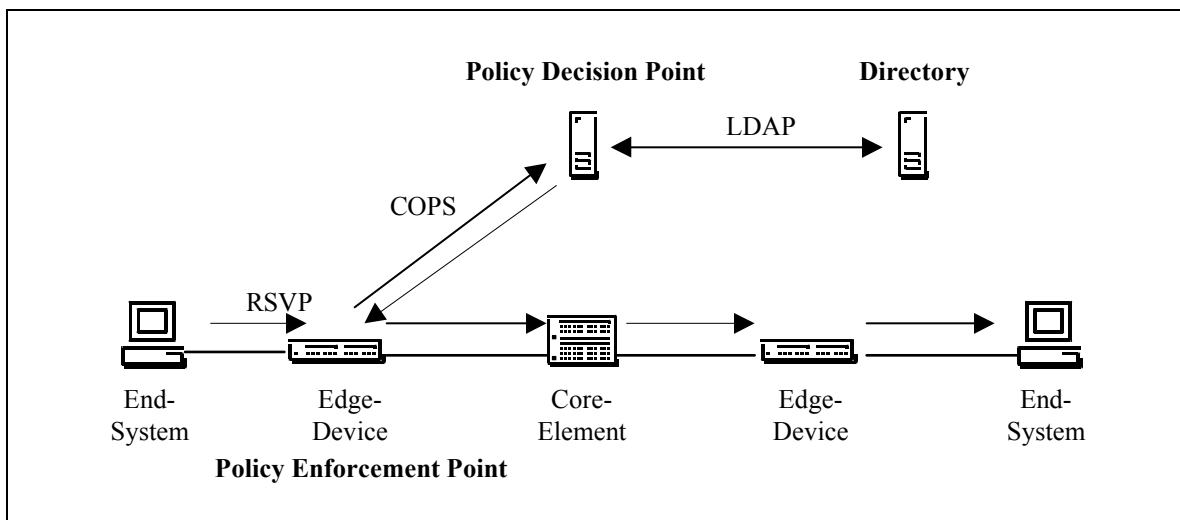 Policy Decision Point
Directory
LDAP
COPS
RSVP
End-
System
Edge-
Device
Core-
Element
Edge-
Device
End-
System
Policy Enforcement Point